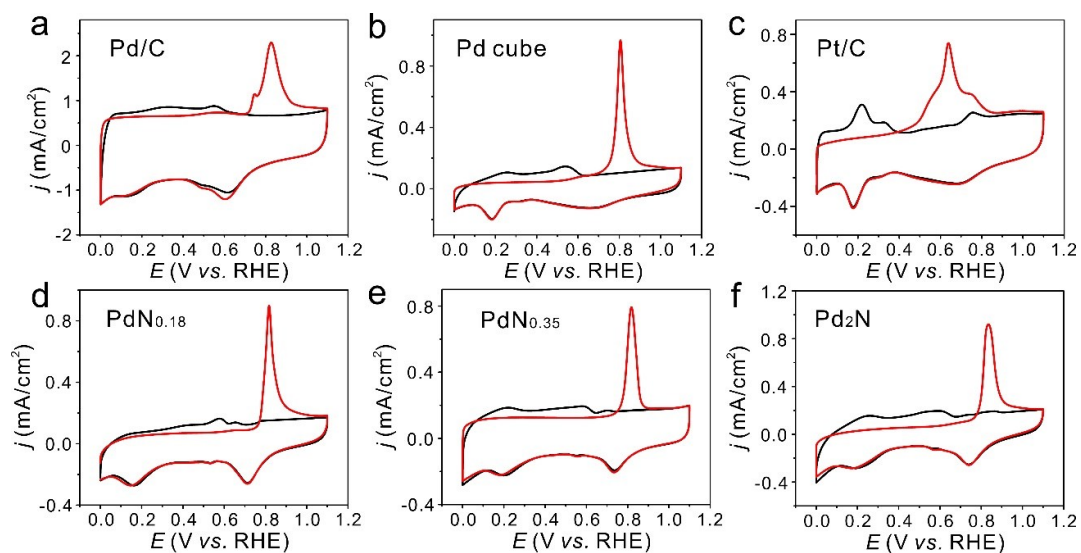 a Pd/C
j (mA/cm²)
2
1
0
-1
-2
0.0 0.2 0.4 0.6 0.8 1.0 1.2
E (V vs. RHE)
b Pd cube
j (mA/cm²)
0.8
0.4
0.0
0.0 0.2 0.4 0.6 0.8 1.0 1.2
E (V vs. RHE)
c Pt/C
j (mA/cm²)
0.8
0.4
0.0
-0.4
0.0 0.2 0.4 0.6 0.8 1.0 1.2
E (V vs. RHE)
d PdN₀.₁₈
j (mA/cm²)
0.8
0.4
0.0
-0.4
0.0 0.2 0.4 0.6 0.8 1.0 1.2
E (V vs. RHE)
e PdN₀.₃₅
j (mA/cm²)
0.8
0.4
0.0
-0.4
0.0 0.2 0.4 0.6 0.8 1.0 1.2
E (V vs. RHE)
f Pd₂N
j (mA/cm²)
1.2
0.8
0.4
0.0
-0.4
0.0 0.2 0.4 0.6 0.8 1.0 1.2
E (V vs. RHE)